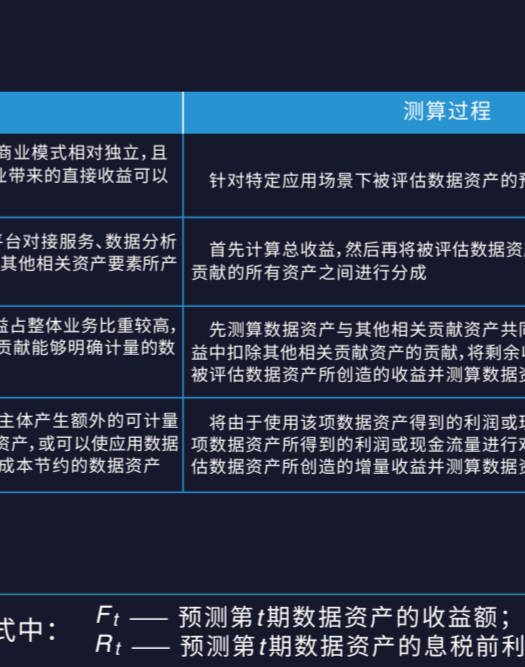 测算过程
商业模式相对独立，且
业带来的直接收益可以
针对特定应用场景下被评估数据资产的预
平台对接服务、数据分析
其他相关资产要素所产
首先计算总收益，然后再将被评估数据资产
贡献的所有资产之间进行分成
益占整体业务比重较高，
贡献能够明确计量的数
先测算数据资产与其他相关贡献资产共同
益中扣除其他相关贡献资产的贡献，将剩余收
被评估数据资产所创造的收益并测算数据资
主体产生额外的可计量
资产，或可以使应用数据
成本节约的数据资产
将由于使用该项数据资产得到的利润或现
项数据资产所得到的利润或现金流量进行对
估数据资产所创造的增量收益并测算数据资
式中：
Ft —— 预测第t期数据资产的收益额；
Rt —— 预测第t期数据资产的息税前利